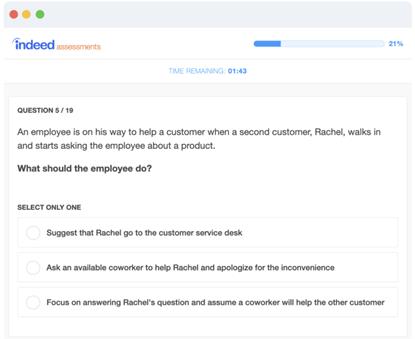 indeed assessments
21%
TIME REMAINING: 01:43
QUESTION 5 / 19
An employee is on his way to help a customer when a second customer, Rachel, walks in
and starts asking the employee about a product.
What should the employee do?
SELECT ONLY ONE
Suggest that Rachel go to the customer service desk
Ask an available coworker to help Rachel and apologize for the inconvenience
Focus on answering Rachel's question and assume a coworker will help the other customer